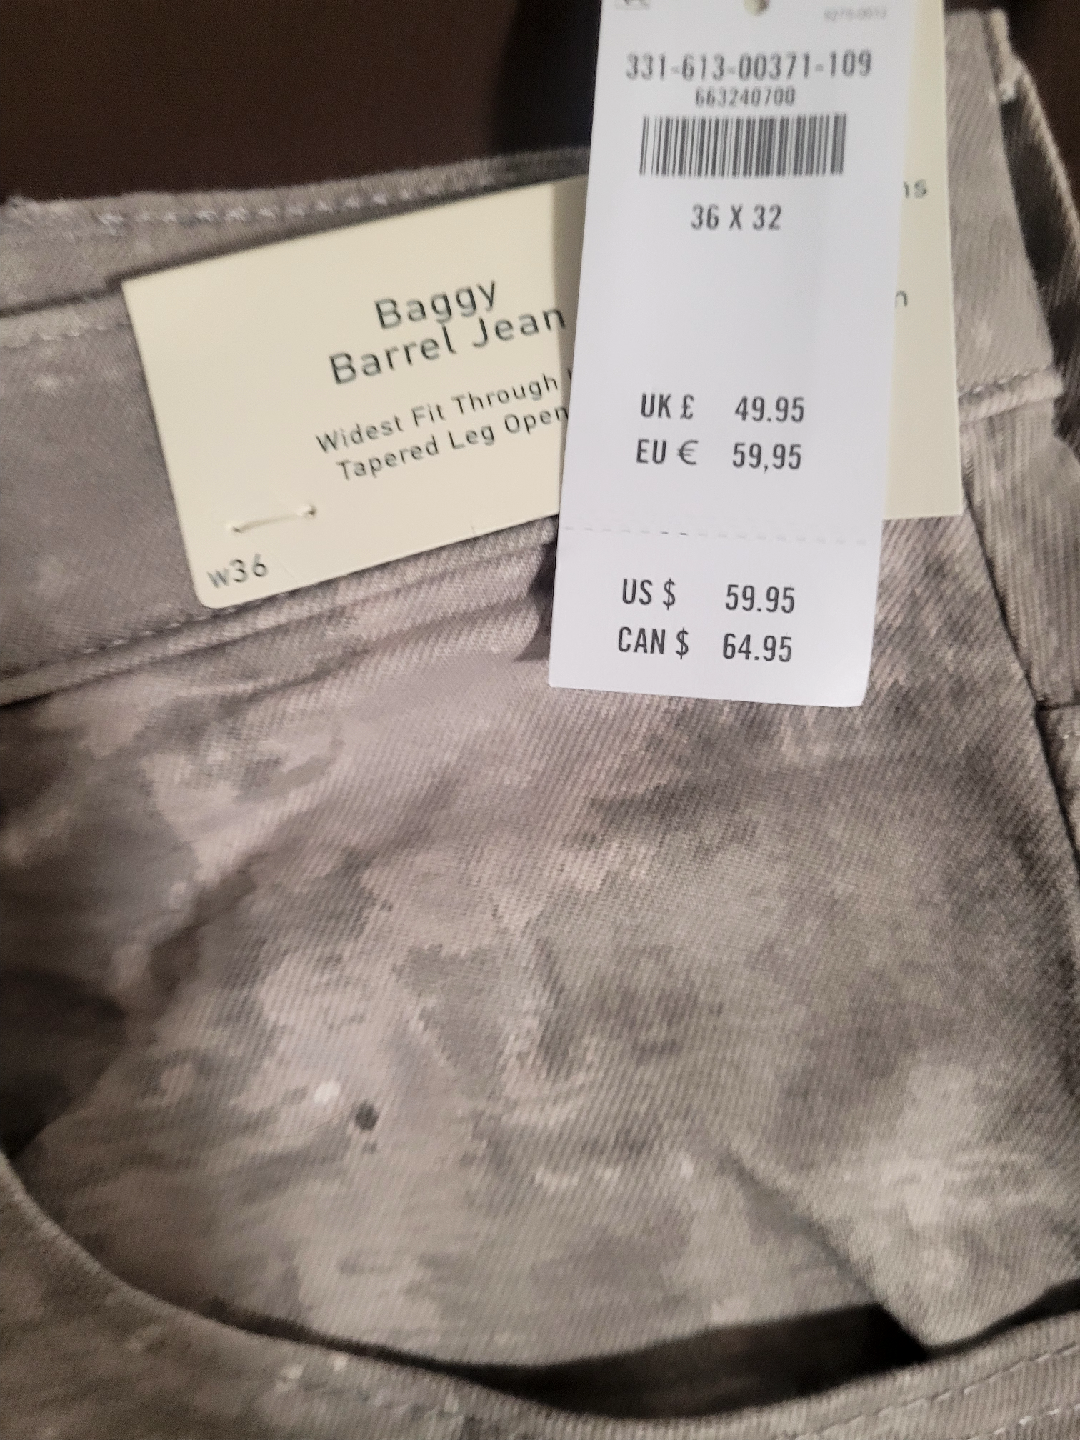 331-613-00371-109
663240700
36 X 32
UK £ 49.95
EU € 59,95
US $ 59.95
CAN $ 64.95
Baggy
Barrel Jean
Widest Fit Through
Tapered Leg Open
w36